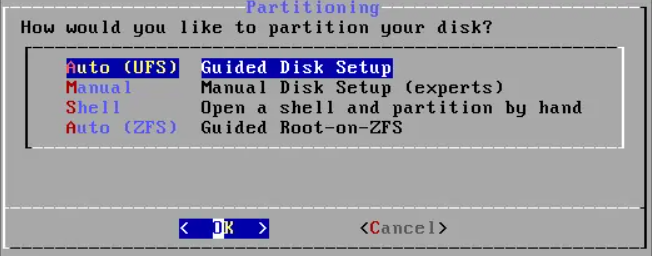 Partitioning
How would you like to partition your disk?
Auto (UFS) Guided Disk Setup
Manual Manual Disk Setup (experts)
Shell Open a shell and partition by hand
Auto (ZFS) Guided Root-on-ZFS
< OK > <Cancel>